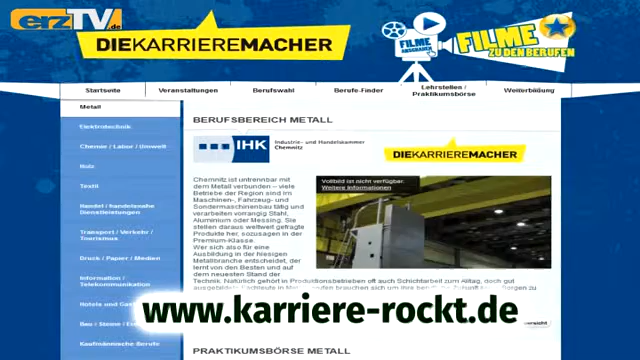 erzTV.de
DIEKARRIEREMACHER
FILME
ANSCHAUEN
FILME
ZU DEN BERUFEN
Startseite
Veranstaltungen
Berufswahl
Berufe-Finder
Lehrstellen /
Praktikumsbörse
Weiterbildung
Metall
Elektrotechnik
Chemie / Labor / Umwelt
Holz
Textil
Handel / handelsnahe
Dienstleistungen
Transport / Verkehr /
Tourismus
Druck / Papier / Medien
Information /
Telekommunikation
Hotels und
Kaufmännische Berufe
BERUFSBEREICH METALL
IHK
Industrie- und Handelskammer
Chemnitz
DIEKARRIEREMACHER
Chemnitz ist untrennbar mit
dem Metall verbunden – viele
Betriebe der Region sind im
Maschinen-, Fahrzeug- und
Sondermaschinenbau tätig und
verarbeiten vorrangig Stahl,
Aluminium oder Messing. Sie
stellen daraus weltweit gefragte
Produkte her, sozusagen in der
Premium-Klasse.
Wer sich also für eine
Ausbildung in der hiesigen
Metallbranche entscheidet, der
lernt von den Besten und auf
dem neuesten Stand der
Technik. Natürlich gehört in Produktionsbetrieben oft auch Schichtarbeit zum Alltag, doch gut
Vollbild ist nicht verfügbar.
Weitere Informationen
www.karriere-rockt.de
PRAKTIKUMSBÖRSE METALL